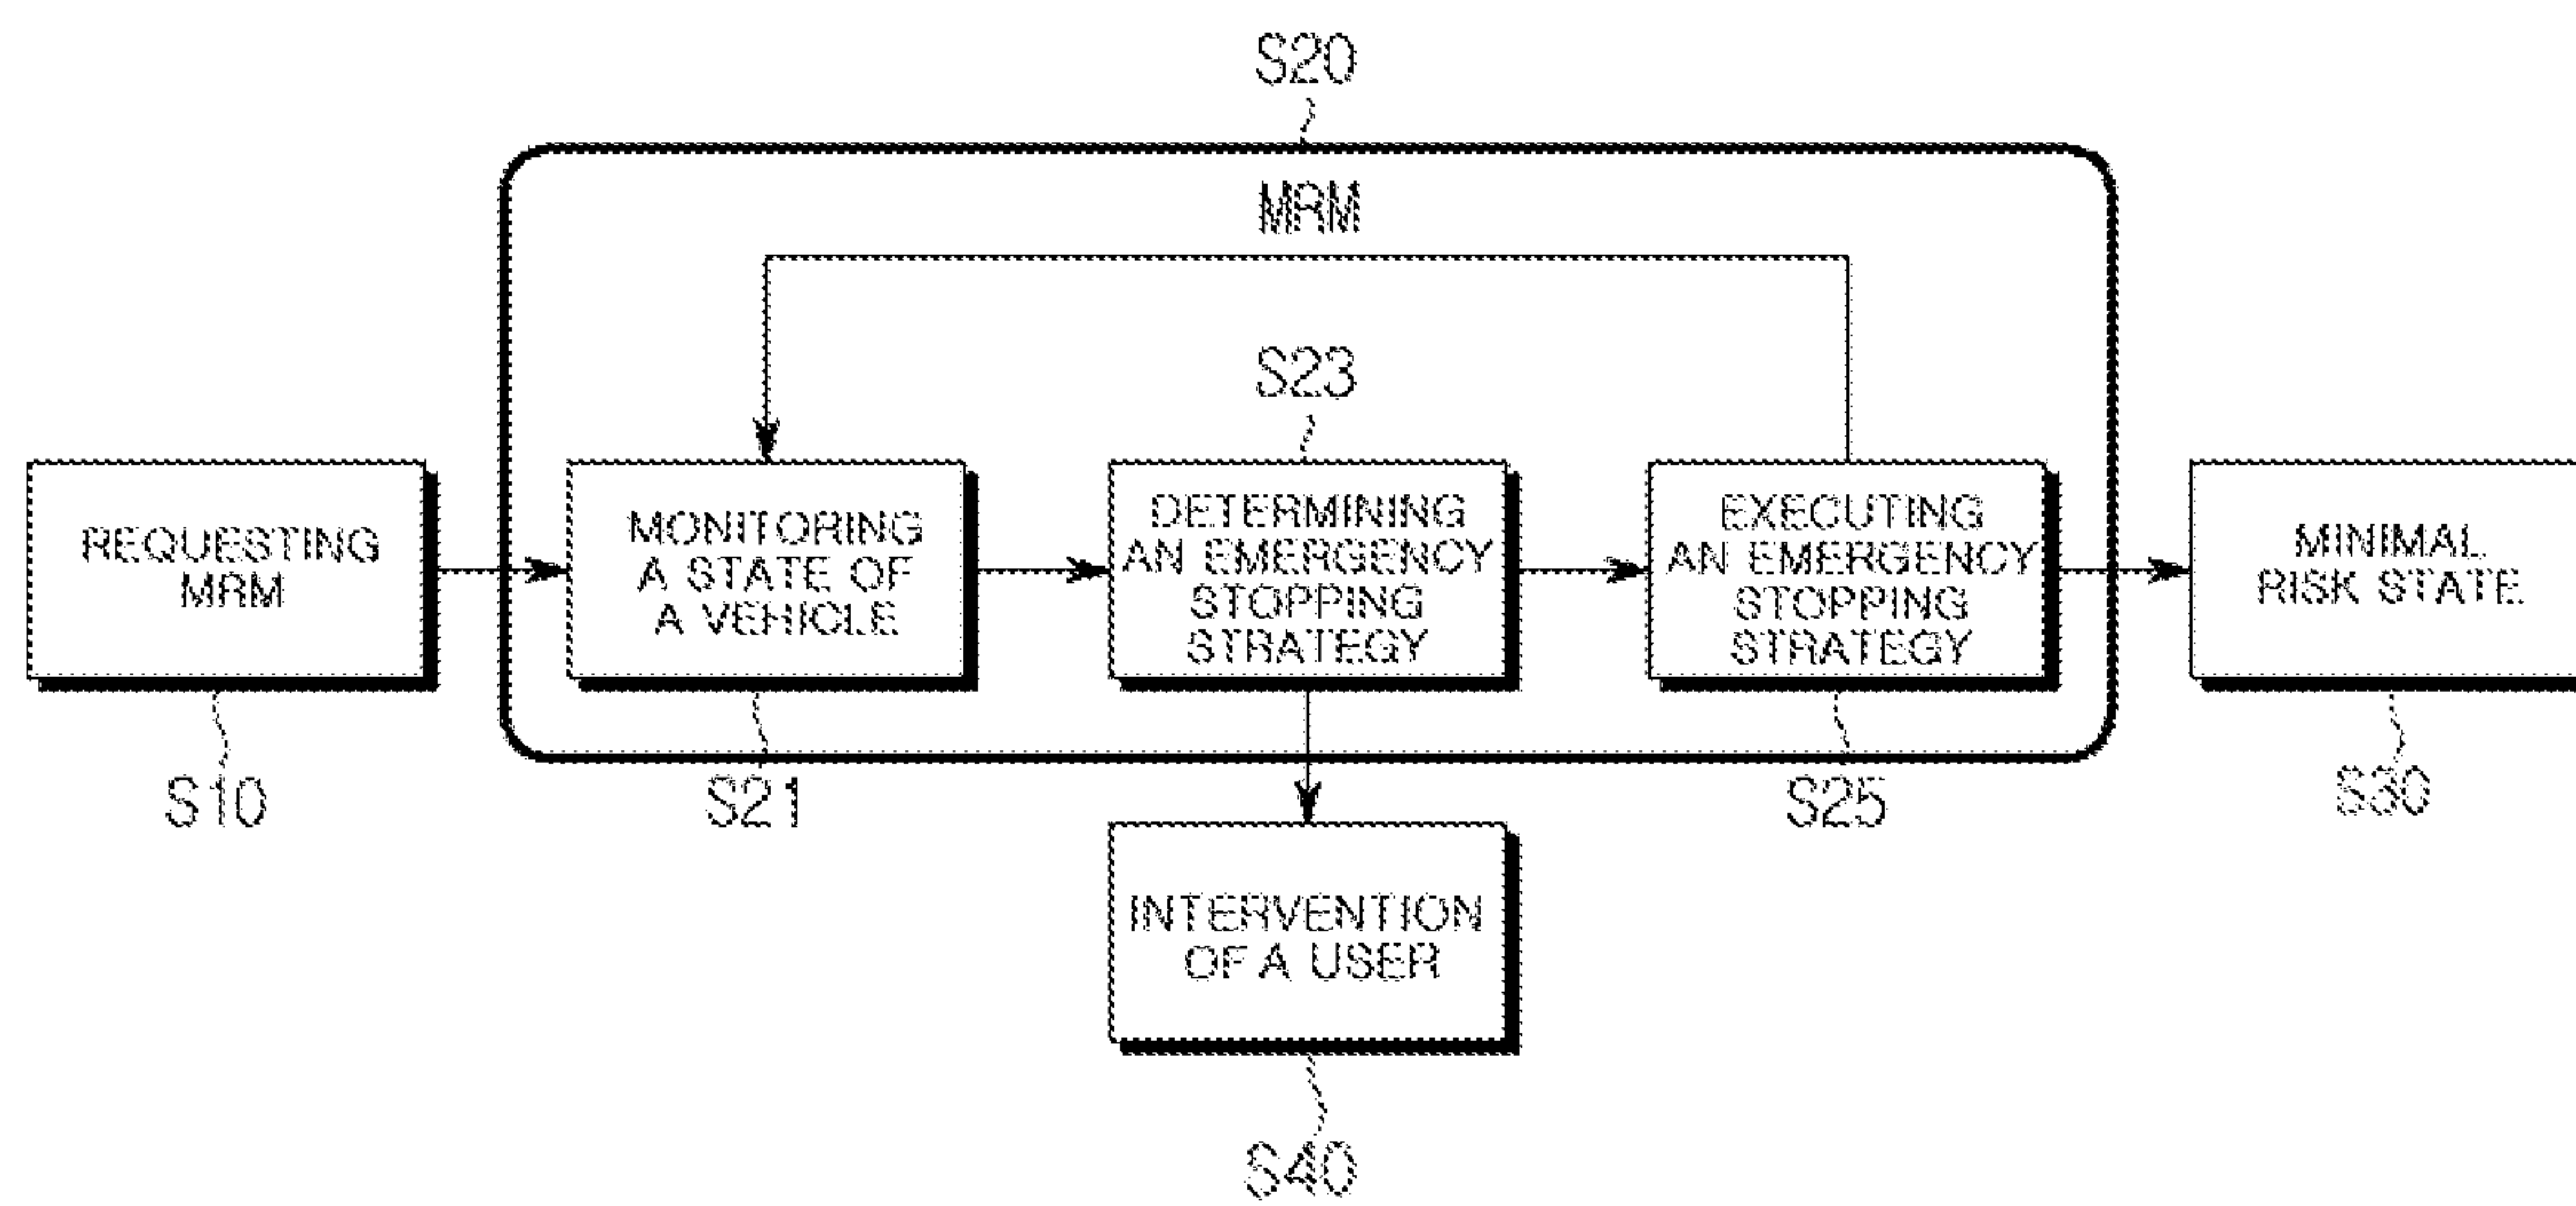 S20
MRM
S23
REQUESTING
MRM
MONITORING
A STATE OF
A VEHICLE
DETERMINING
AN EMERGENCY
STOPPING
STRATEGY
EXECUTING
AN EMERGENCY
STOPPING
STRATEGY
MINIMAL
RISK STATE
S10
S21
S25
S30
INTERVENTION
OF A USER
S40